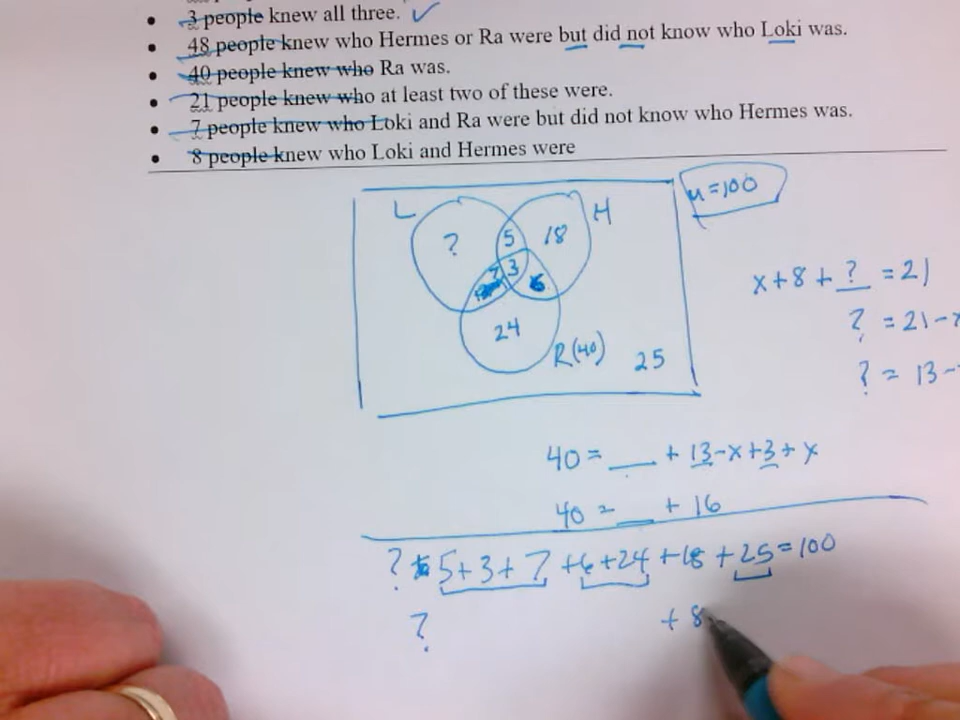 3 people knew all three. ✓
48 people knew who Hermes or Ra were but did not know who Loki was.
40 people knew who Ra was.
21 people knew who at least two of these were.
7 people knew who Loki and Ra were but did not know who Hermes was.
8 people knew who Loki and Hermes were
u=100
L
H
? 5 18
7 3 6
24
R(40) 25
x+8+? =21
? = 21-x
? = 13-
40 = __ + 13-x+3+x
40 = __ + 16
? + 5+3+7 +6+24 +18 +25=100
? + 8